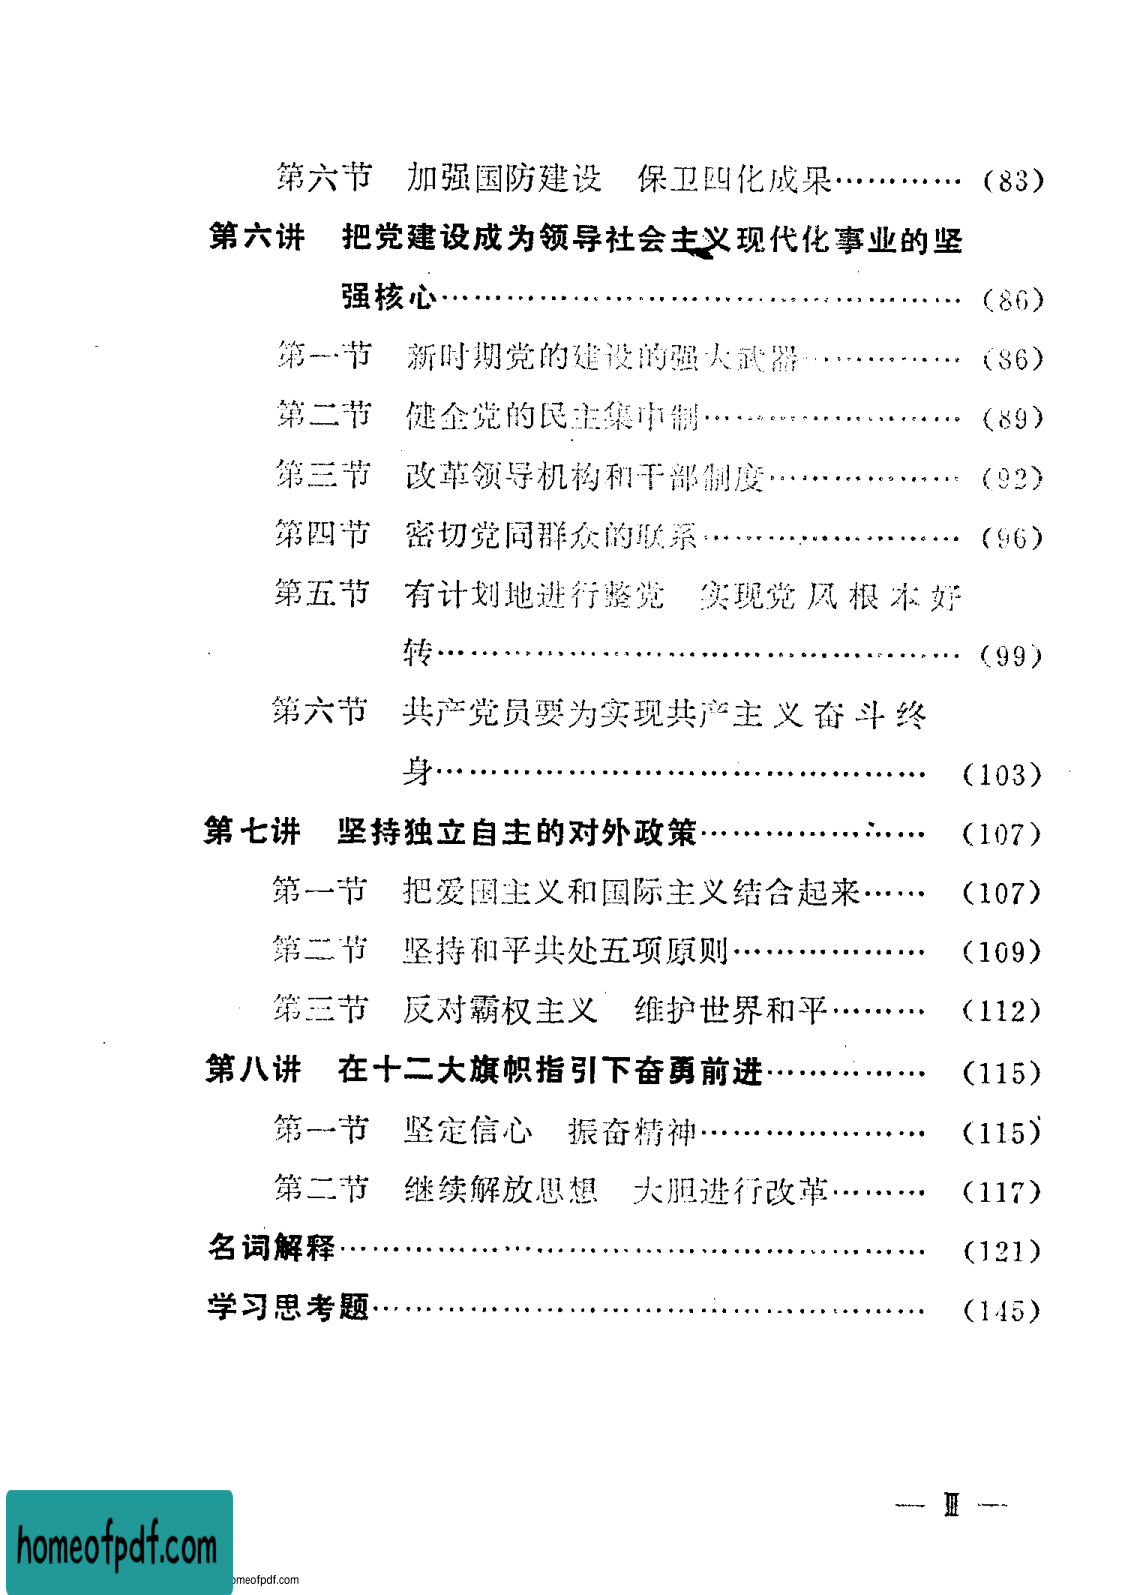 第六节　加强国防建设　保卫四化成果…………（83）
第六讲　把党建设成为领导社会主义现代化事业的坚
强核心…………………………………………（86）
第一节　新时期党的建设的强大武器……………（86）
第二节　健全党的民主集中制……………………（89）
第三节　改革领导机构和干部制度………………（92）
第四节　密切党同群众的联系……………………（96）
第五节　有计划地进行整党　实现党风根本好
转…………………………………………（99）
第六节　共产党员要为实现共产主义奋斗终
身………………………………………（103）
第七讲　坚持独立自主的对外政策…………………（107）
第一节　把爱国主义和国际主义结合起来……（107）
第二节　坚持和平共处五项原则………………（109）
第三节　反对霸权主义　维护世界和平………（112）
第八讲　在十二大旗帜指引下奋勇前进……………（115）
第一节　坚定信心　振奋精神…………………（115）
第二节　继续解放思想　大胆进行改革………（117）
名词解释………………………………………………（121）
学习思考题……………………………………………（145）
— Ⅲ —
homeofpdf.com
omeofpdf.com